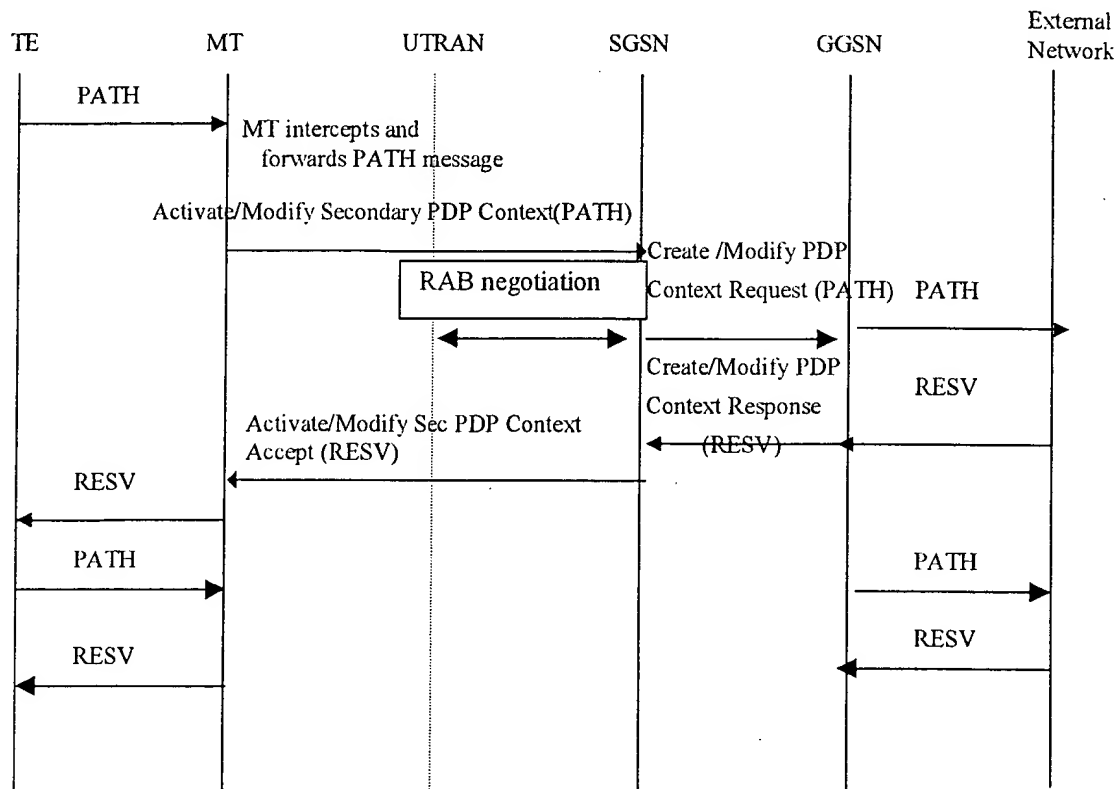 External
TE MT UTRAN SGSN GGSN Network
PATH
MT intercepts and
forwards PATH message
Activate/Modify Secondary PDP Context(PATH)
Create /Modify PDP
RAB negotiation
Context Request (PATH)
PATH
Create/Modify PDP
RESV
Context Response
Activate/Modify Sec PDP Context
(RESV)
Accept (RESV)
RESV
PATH
PATH
RESV
RESV